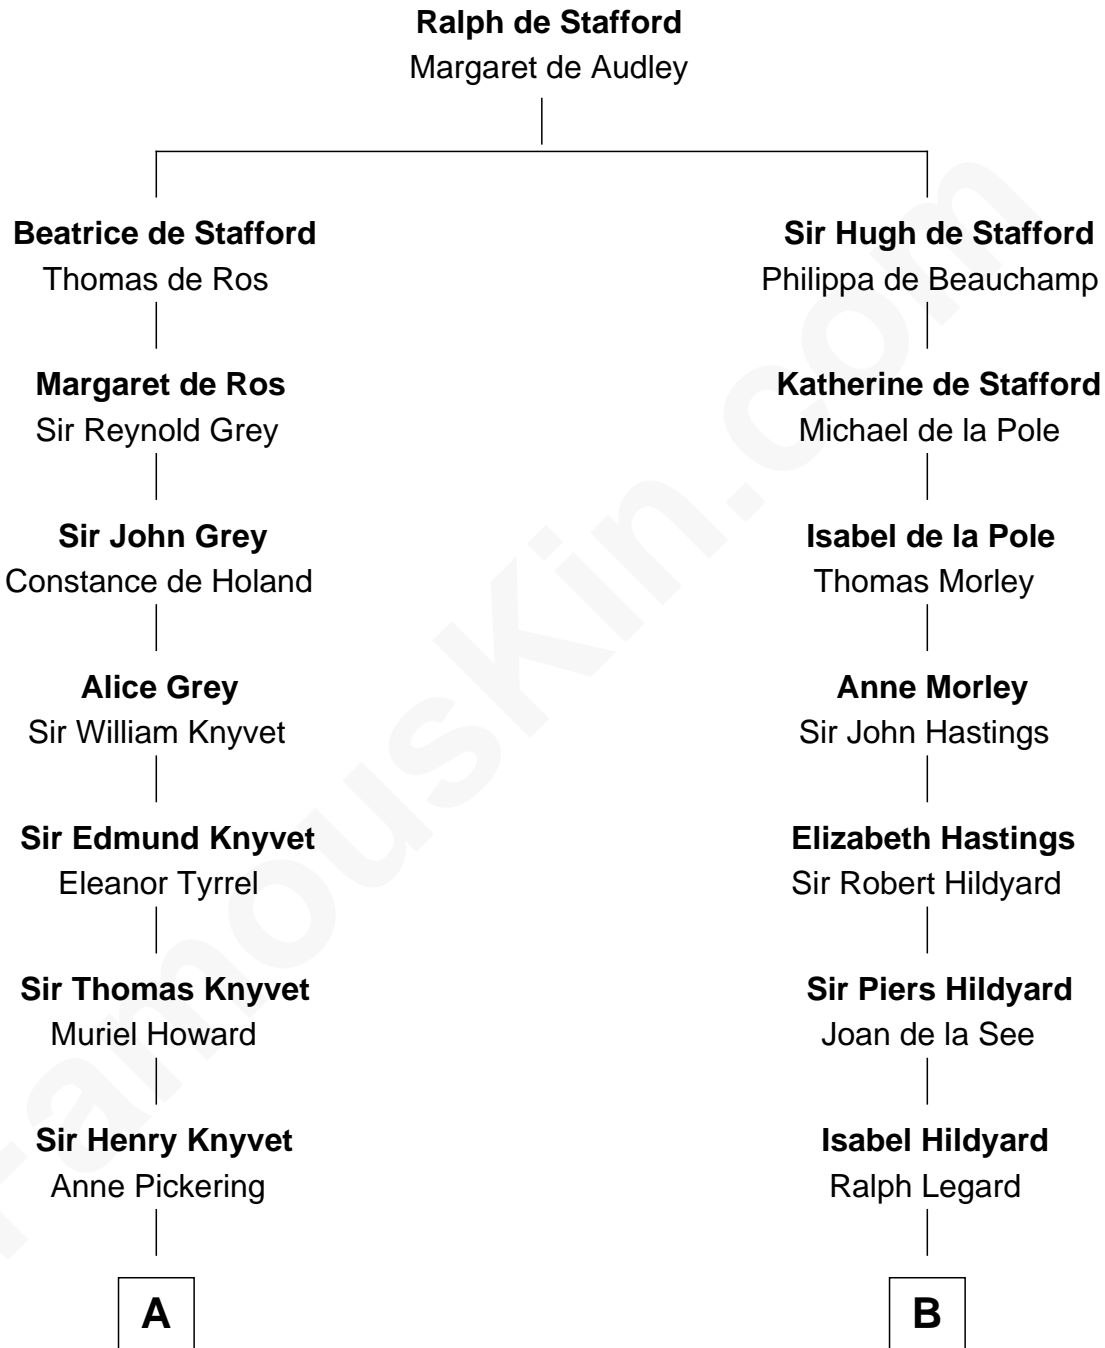 Ralph de Stafford
Margaret de Audley
Beatrice de Stafford
Thomas de Ros
Sir Hugh de Stafford
Philippa de Beauchamp
Margaret de Ros
Sir Reynold Grey
Katherine de Stafford
Michael de la Pole
Sir John Grey
Constance de Holand
Isabel de la Pole
Thomas Morley
Alice Grey
Sir William Knyvet
Anne Morley
Sir John Hastings
Sir Edmund Knyvet
Eleanor Tyrrel
Elizabeth Hastings
Sir Robert Hildyard
Sir Thomas Knyvet
Muriel Howard
Sir Piers Hildyard
Joan de la See
Sir Henry Knyvet
Anne Pickering
Isabel Hildyard
Ralph Legard
A
B
FamousKin.com